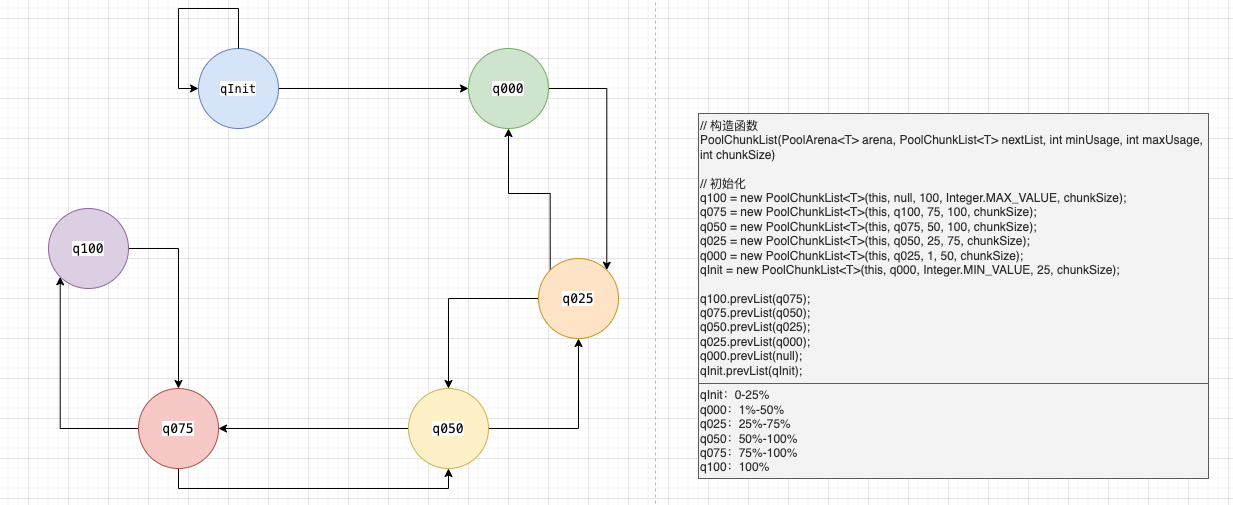 qInit
q000
q100
q025
q075
q050
// 构造函数
PoolChunkList(PoolArena<T> arena, PoolChunkList<T> nextList, int minUsage, int maxUsage,
int chunkSize)
// 初始化
q100 = new PoolChunkList<T>(this, null, 100, Integer.MAX_VALUE, chunkSize);
q075 = new PoolChunkList<T>(this, q100, 75, 100, chunkSize);
q050 = new PoolChunkList<T>(this, q075, 50, 100, chunkSize);
q025 = new PoolChunkList<T>(this, q050, 25, 75, chunkSize);
q000 = new PoolChunkList<T>(this, q025, 1, 50, chunkSize);
qInit = new PoolChunkList<T>(this, q000, Integer.MIN_VALUE, 25, chunkSize);
q100.prevList(q075);
q075.prevList(q050);
q050.prevList(q025);
q025.prevList(q000);
q000.prevList(null);
qInit.prevList(qInit);
qInit：0-25%
q000：1%-50%
q025：25%-75%
q050：50%-100%
q075：75%-100%
q100：100%